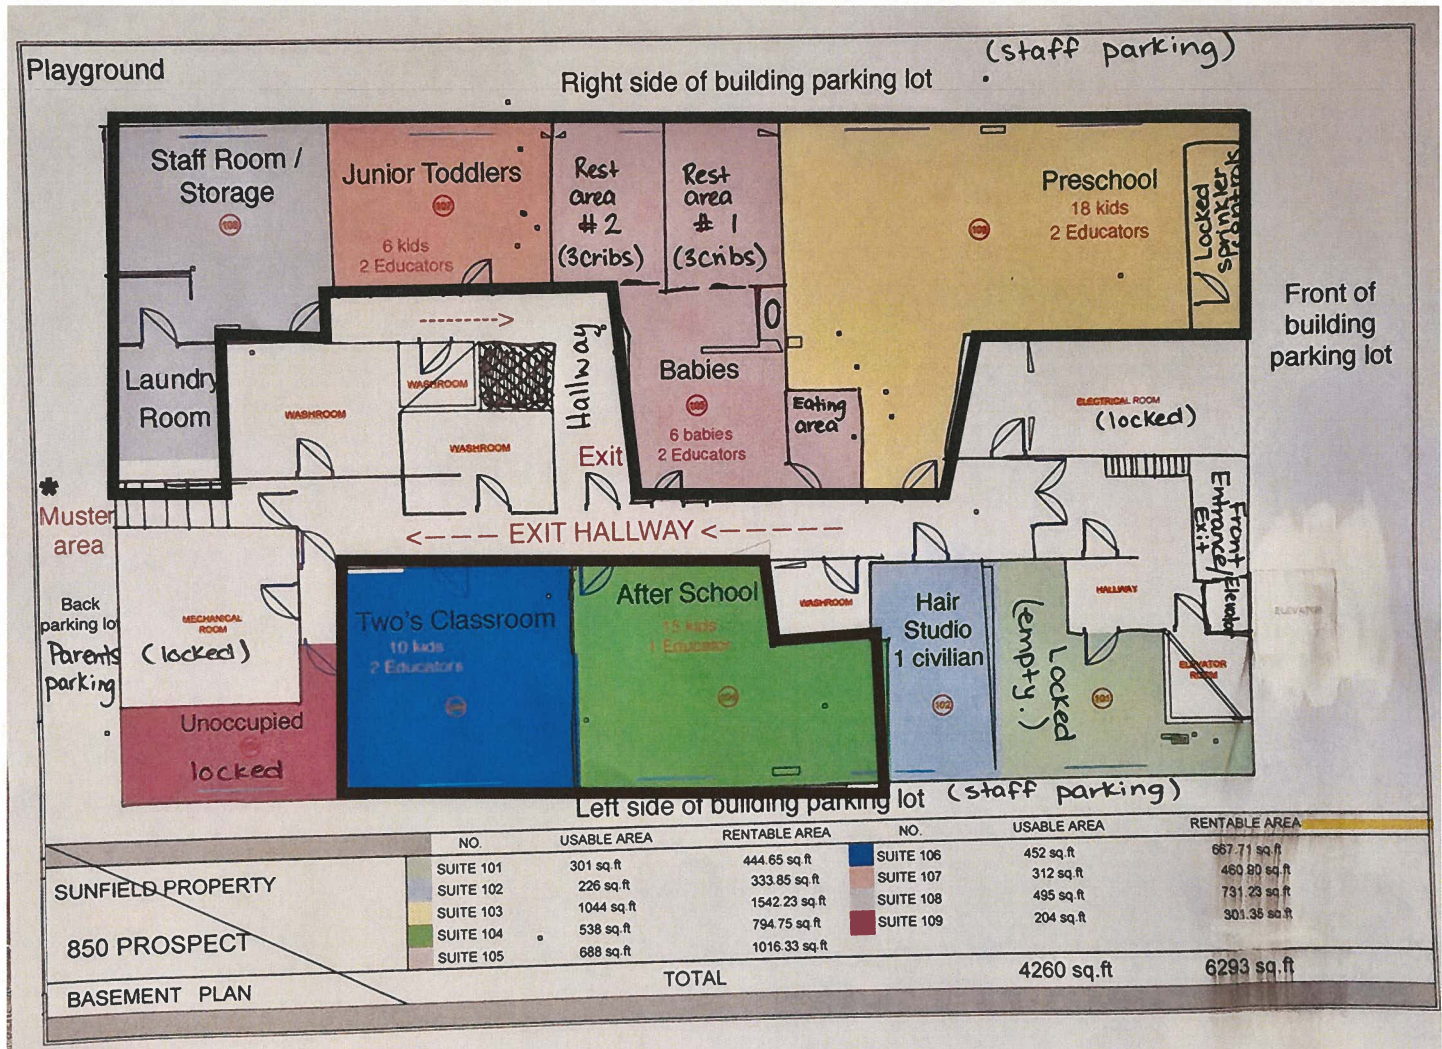 (staff parking)
Playground
Right side of building parking lot
Staff Room /
Storage
108
Junior Toddlers
107
6 kids
2 Educators
Rest
area
# 2
(3cribs)
Rest
area
# 1
(3cribs)
Preschool
18 kids
2 Educators
Locked
sprinkler
Front of
building
parking lot
Laundry
Room
WASHROOM
WASHROOM
WASHROOM
Hallway
Exit
Babies
105
6 babies
2 Educators
Eating
area
ELECTRICAL ROOM
(locked)
Front
Entrance/
Exit
Elevator
*
Muster
area
<---- EXIT HALLWAY <------
Back
parking lot
Parents
parking
MECHANICAL
ROOM
(locked)
Two's Classroom
10 kids
2 Educators
After School
15 kids
1 Educator
104
WASHROOM
Hair
Studio
1 civilian
102
Locked
(empty.)
101
HALLWAY
ELEVATOR
ROOM
ELEVATOR
Unoccupied
locked
Left side of building parking lot (staff parking)
NO. USABLE AREA RENTABLE AREA NO. USABLE AREA RENTABLE AREA
SUITE 101 301 sq.ft 444.65 sq.ft SUITE 106 452 sq.ft 667.71 sq.ft
SUITE 102 226 sq.ft 333.85 sq.ft SUITE 107 312 sq.ft 460.90 sq.ft
SUITE 103 1044 sq.ft 1542.23 sq.ft SUITE 108 495 sq.ft 731.23 sq.ft
SUITE 104 538 sq.ft 794.75 sq.ft SUITE 109 204 sq.ft 301.35 sq.ft
SUITE 105 688 sq.ft 1016.33 sq.ft
SUNFIELD PROPERTY
850 PROSPECT
BASEMENT PLAN
TOTAL 4260 sq.ft 6293 sq.ft